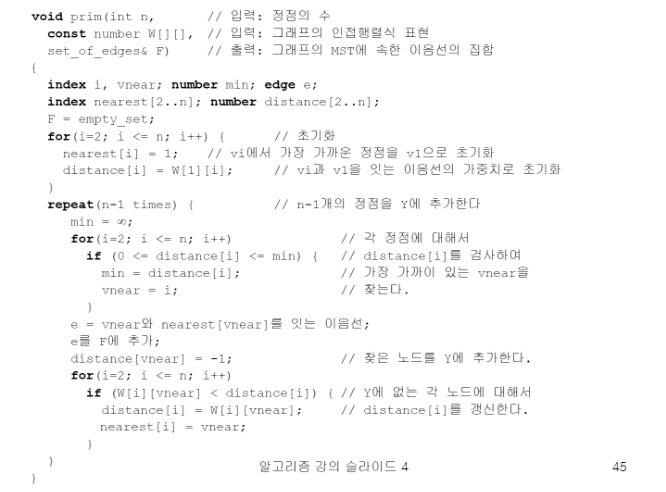 void prim(int n, // 입력: 정점의 수
const number W[][], // 입력: 그래프의 인접행렬식 표현
set_of_edges& F) // 출력: 그래프의 MST에 속한 이음선의 집합
{
index i, vnear; number min; edge e;
index nearest[2..n]; number distance[2..n];
F = empty_set;
for(i=2; i <= n; i++) { // 초기화
nearest[i] = 1; // vi에서 가장 가까운 정점을 v1으로 초기화
distance[i] = W[1][i]; // vi과 v1을 잇는 이음선의 가중치로 초기화
}
repeat(n-1 times) { // n-1개의 정점을 Y에 추가한다
min = ∞;
for(i=2; i <= n; i++) // 각 정점에 대해서
if (0 <= distance[i] <= min) { // distance[i]를 검사하여
min = distance[i]; // 가장 가까이 있는 vnear을
vnear = i; // 찾는다.
}
e = vnear와 nearest[vnear]를 잇는 이음선;
e를 F에 추가;
distance[vnear] = -1; // 찾은 노드를 Y에 추가한다.
for(i=2; i <= n; i++)
if (W[i][vnear] < distance[i]) { // Y에 없는 각 노드에 대해서
distance[i] = W[i][vnear]; // distance[i]를 갱신한다.
nearest[i] = vnear;
}
}
}
알고리즘 강의 슬라이드 4 45